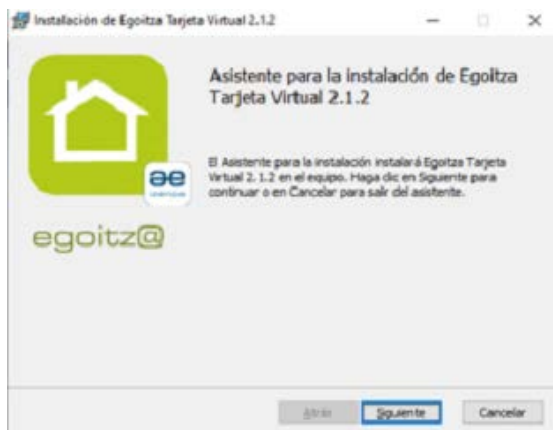 Instalación de Egoitza Tarjeta Virtual 2.1.2
Asistente para la instalación de Egoitza
Tarjeta Virtual 2.1.2
El Asistente para la instalación instalará Egoitza Tarjeta
Virtual 2.1.2 en el equipo. Haga clic en Siguiente para
continuar o en Cancelar para salir del asistente.
ae
egoitz@
Atrás
Siguiente
Cancelar